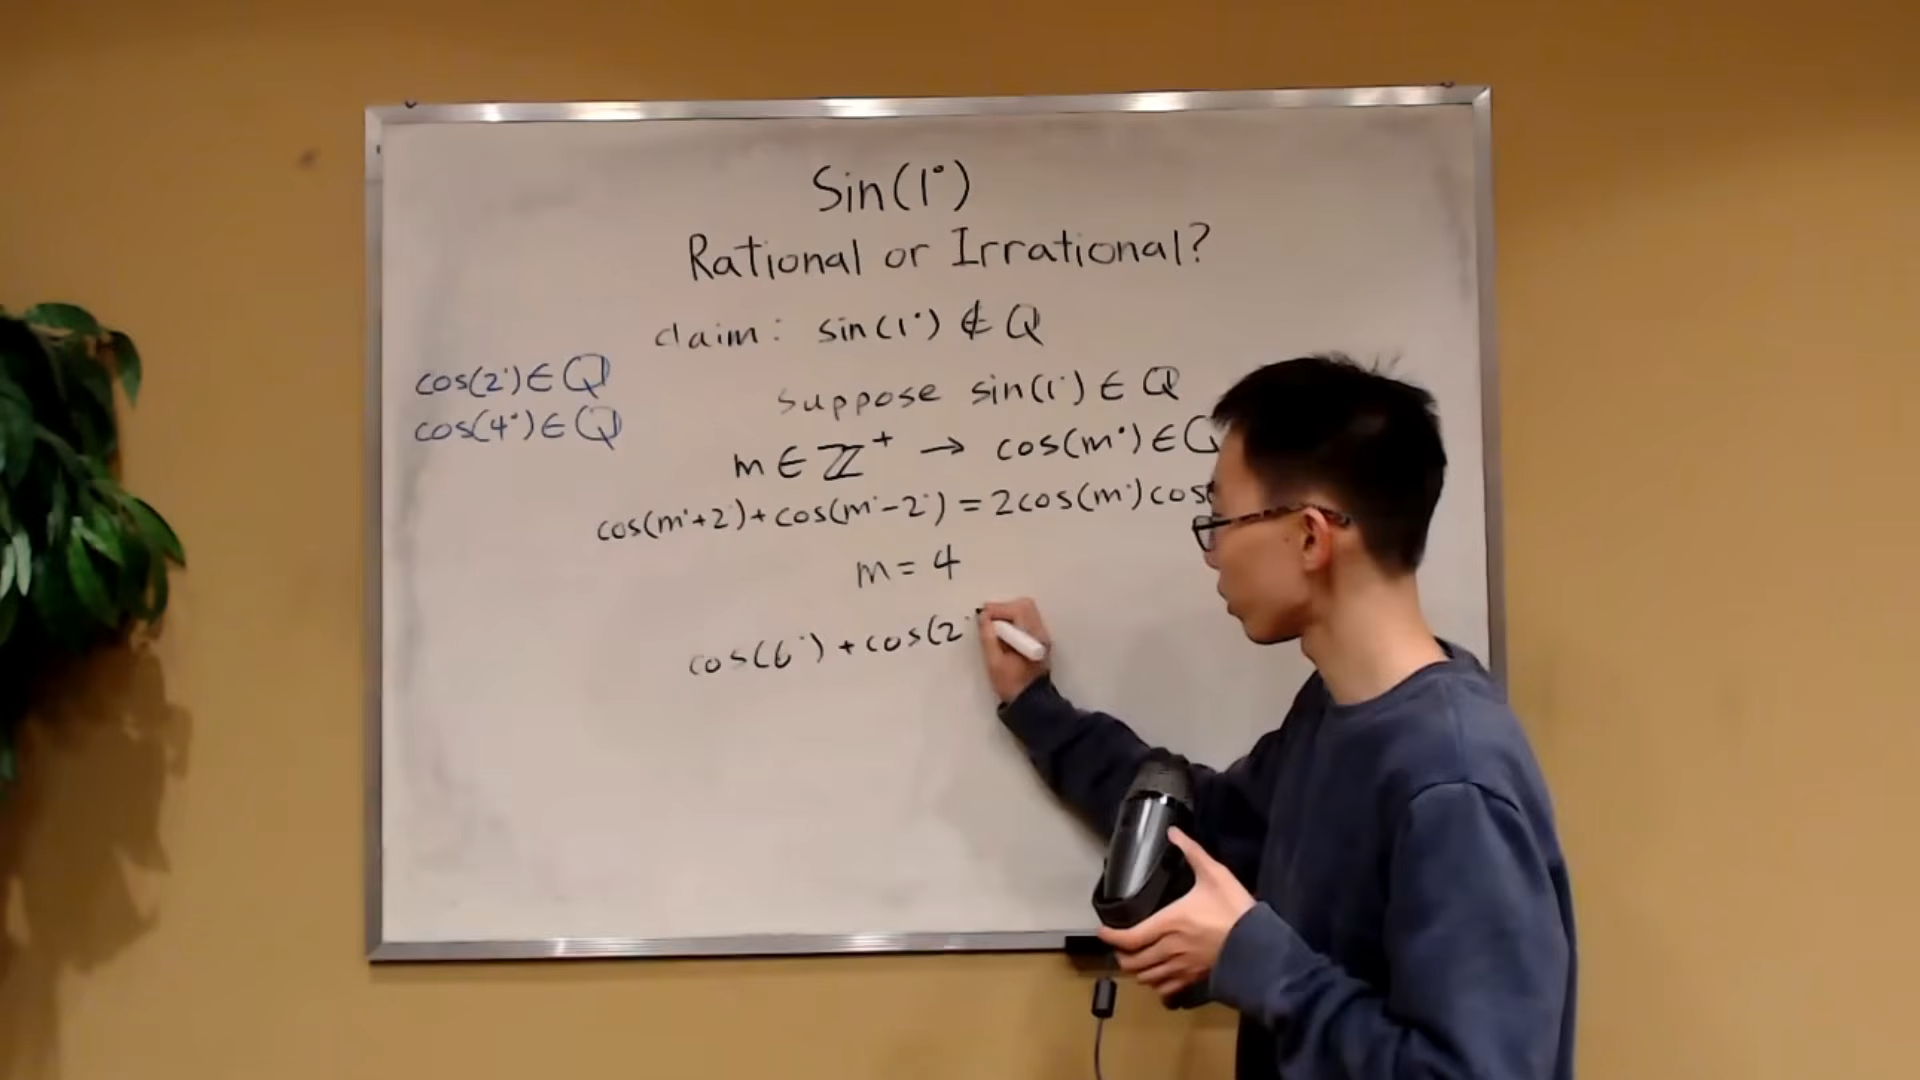 Sin(1°)
Rational or Irrational?
claim: sin(1°) ∉ ℚ
cos(2°) ∈ ℚ
cos(4°) ∈ ℚ
suppose sin(1°) ∈ ℚ
m ∈ ℤ⁺ → cos(m°) ∈ ℚ
cos(m°+2°)+cos(m°-2°) = 2cos(m°)cos
m = 4
cos(6°) + cos(2°